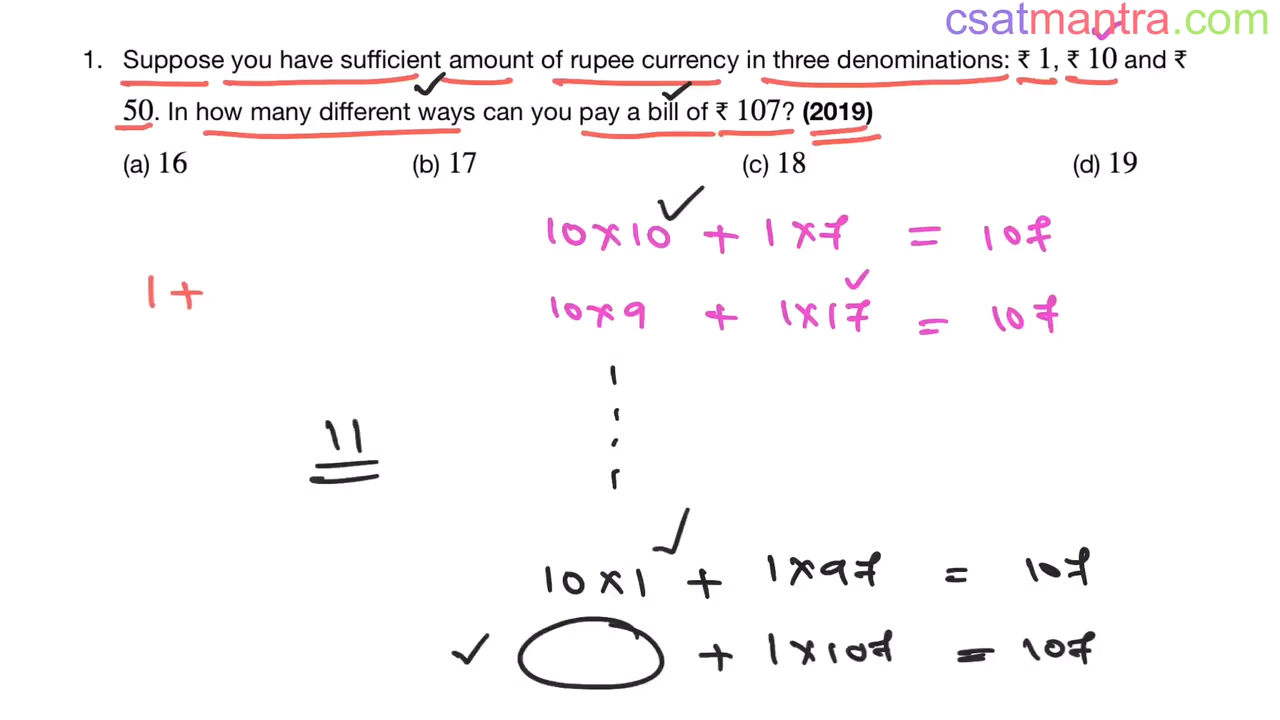 csatmantra.com
1. Suppose you have sufficient amount of rupee currency in three denominations: ₹ 1, ₹ 10 and ₹
50. In how many different ways can you pay a bill of ₹ 107? (2019)
(a) 16 (b) 17 (c) 18 (d) 19
10 × 10 + 1 × 7 = 107
1 +
10 × 9 + 1 × 17 = 107
11
10 × 1 + 1 × 97 = 107
+ 1 × 107 = 107